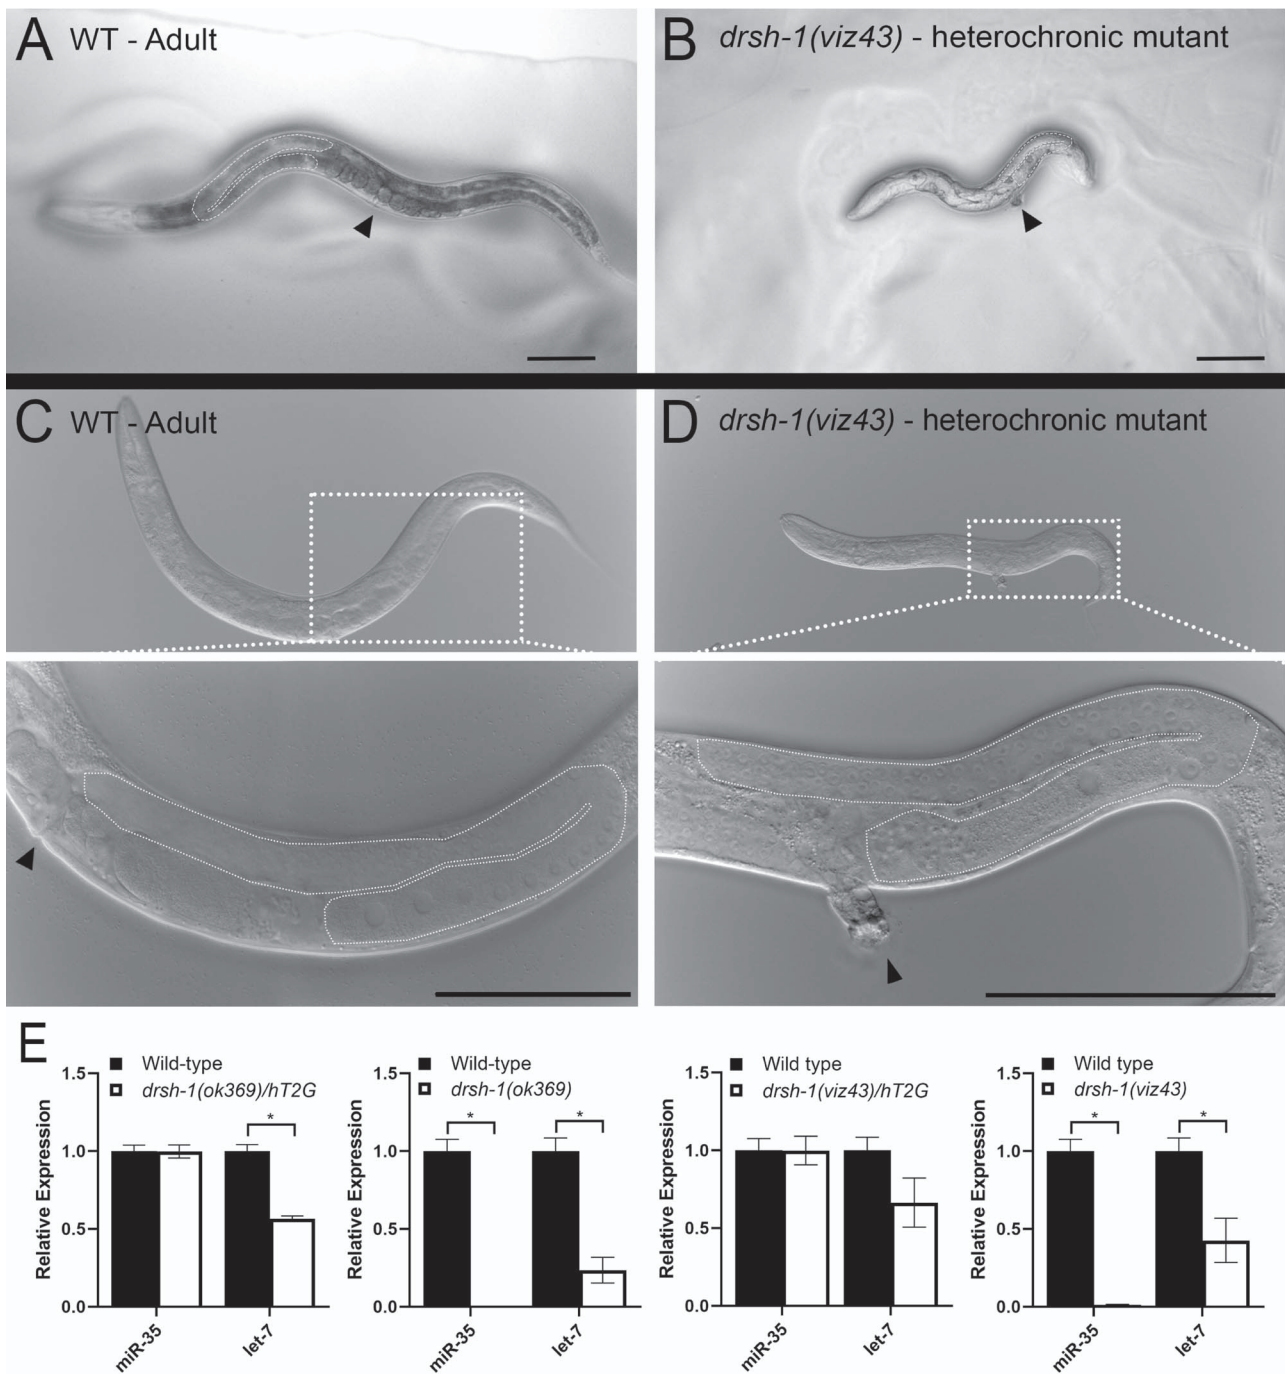 A WT - Adult
B drsh-1(viz43) - heterochronic mutant
C WT - Adult
D drsh-1(viz43) - heterochronic mutant
E
Wild-type
drsh-1(ok369)/hT2G
Relative Expression
1.5
1.0
0.5
0.0
*
miR-35
let-7
Wild-type
drsh-1(ok369)
Relative Expression
1.5
1.0
0.5
0.0
*
*
miR-35
let-7
Wild type
drsh-1(viz43)/hT2G
Relative Expression
1.5
1.0
0.5
0.0
miR-35
let-7
Wild type
drsh-1(viz43)
Relative Expression
1.5
1.0
0.5
0.0
*
*
miR-35
let-7